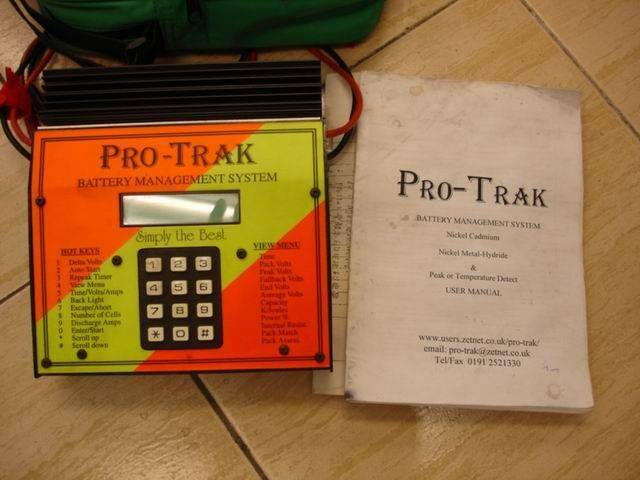 PRO-TRAK
BATTERY MANAGEMENT SYSTEM
Simply the Best.
HOT KEYS
1 Delta Volts
2 Auto Start
3 Repeak Timer
4 View Menu
5 Time/Volts/Amps
6 Back Light
7 Escape/Abort
8 Number of Cells
9 Discharge Amps
0 Enter/Start
* Scroll up
# Scroll down
1 2 3
4 5 6
7 8 9
* 0 #
VIEW MENU
Time
Pack Volts
Peak Volts
Fallback Volts
End Volts
Average Volts
Capacity
K/Joules
Power %
Internal Resist.
Pack Match
Pack Assess.
PRO-TRAK
BATTERY MANAGEMENT SYSTEM
Nickel Cadmium
Nickel Metal-Hydride
&
Peak or Temperature Detect
USER MANUAL
www.users.zetnet.co.uk/pro-trak/
email: pro-trak@zetnet.co.uk
Tel/Fax 0191 2521330